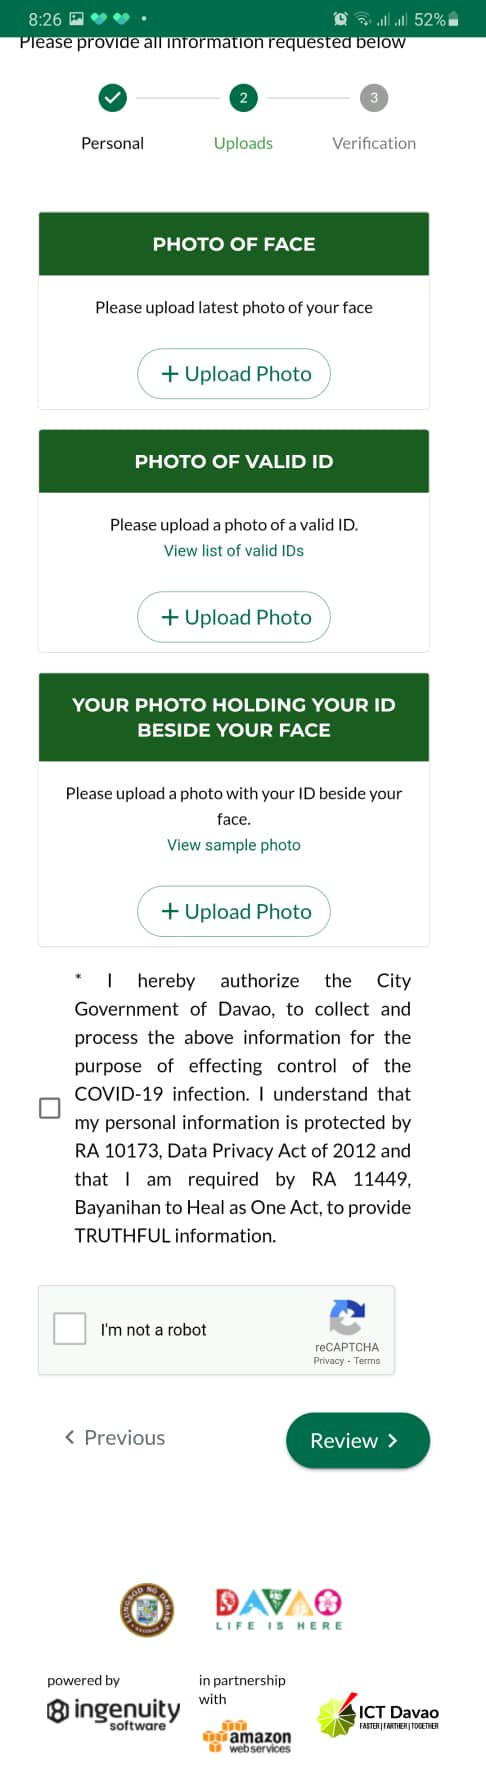 8:26
52%
Please provide all information requested below
2
3
Personal
Uploads
Verification
PHOTO OF FACE
Please upload latest photo of your face
+ Upload Photo
PHOTO OF VALID ID
Please upload a photo of a valid ID.
View list of valid IDs
+ Upload Photo
YOUR PHOTO HOLDING YOUR ID
BESIDE YOUR FACE
Please upload a photo with your ID beside your
face.
View sample photo
+ Upload Photo
* I hereby authorize the City
Government of Davao, to collect and
process the above information for the
purpose of effecting control of the
COVID-19 infection. I understand that
my personal information is protected by
RA 10173, Data Privacy Act of 2012 and
that I am required by RA 11449,
Bayanihan to Heal as One Act, to provide
TRUTHFUL information.
I'm not a robot
reCAPTCHA
Privacy - Terms
< Previous
Review >
DAVAO
LIFE IS HERE
powered by
ingenuity
software
in partnership
with
amazon
webservices
ICT Davao
FASTER | FARTHER | TOGETHER